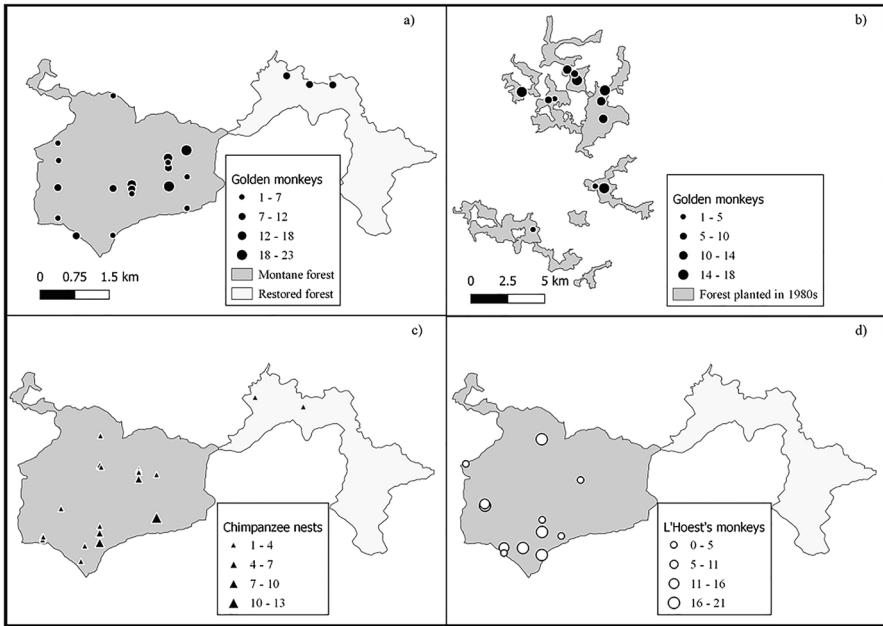 a)
Golden monkeys
1 - 7
7 - 12
12 - 18
18 - 23
Montane forest
Restored forest
0 0.75 1.5 km
b)
Golden monkeys
1 - 5
5 - 10
10 - 14
14 - 18
Forest planted in 1980s
0 2.5 5 km
c)
Chimpanzee nests
1 - 4
4 - 7
7 - 10
10 - 13
d)
L'Hoest's monkeys
0 - 5
5 - 11
11 - 16
16 - 21